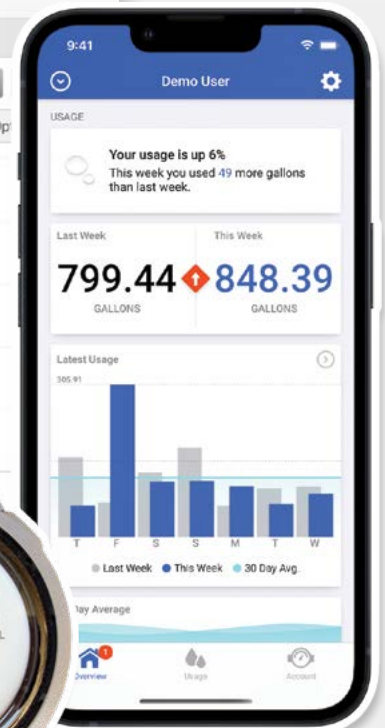 9:41
Demo User
USAGE
Your usage is up 6%
This week you used 49 more gallons
than last week.
Last Week This Week
799.44 848.39
GALLONS GALLONS
Latest Usage
305.91
T F S S M T W
Last Week This Week 30 Day Avg.
Day Average
1
Overview Usage Account